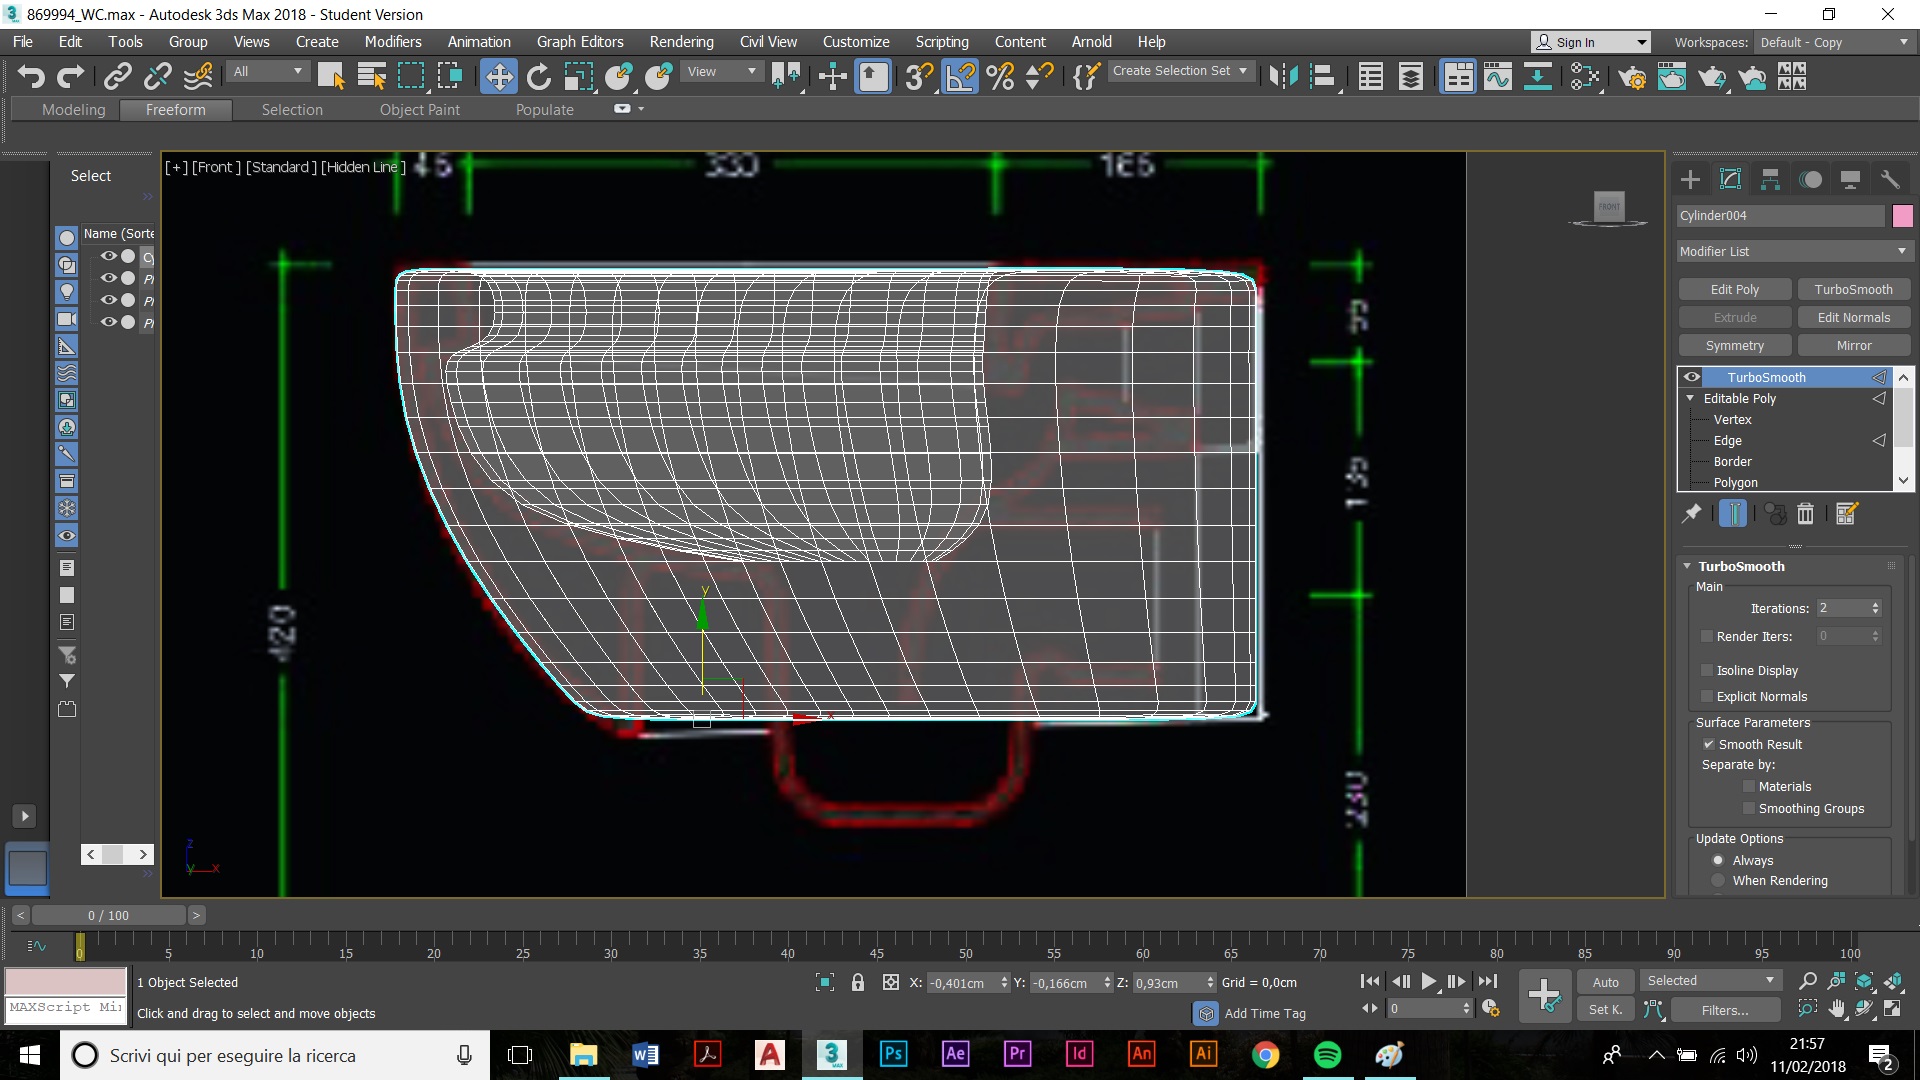 869994_WC.max - Autodesk 3ds Max 2018 - Student Version
File Edit Tools Group Views Create Modifiers Animation Graph Editors Rendering Civil View Customize Scripting Content Arnold Help
Sign In Workspaces: Default - Copy
All View Create Selection Set
Modeling Freeform Selection Object Paint Populate
[+] [Front ] [Standard ] [Hidden Line ]
45 330 165
Select
Name (Sorte
FRONT
Cylinder004
Modifier List
Edit Poly TurboSmooth
Extrude Edit Normals
Symmetry Mirror
TurboSmooth
Editable Poly
Vertex
Edge
Border
Polygon
99
139
420
230
TurboSmooth
Main
Iterations: 2
Render Iters: 0
Isoline Display
Explicit Normals
Surface Parameters
Smooth Result
Separate by:
Materials
Smoothing Groups
Update Options
Always
When Rendering
y
x
z
y x
0 / 100
0 5 10 15 20 25 30 35 40 45 50 55 60 65 70 75 80 85 90 95 100
1 Object Selected
X: -0,401cm Y: -0,166cm Z: 0,93cm Grid = 0,0cm
Auto Selected
MAXScript Mi
Click and drag to select and move objects
Add Time Tag
0
Set K. Filters...
Scrivi qui per eseguire la ricerca
21:57
11/02/2018
2